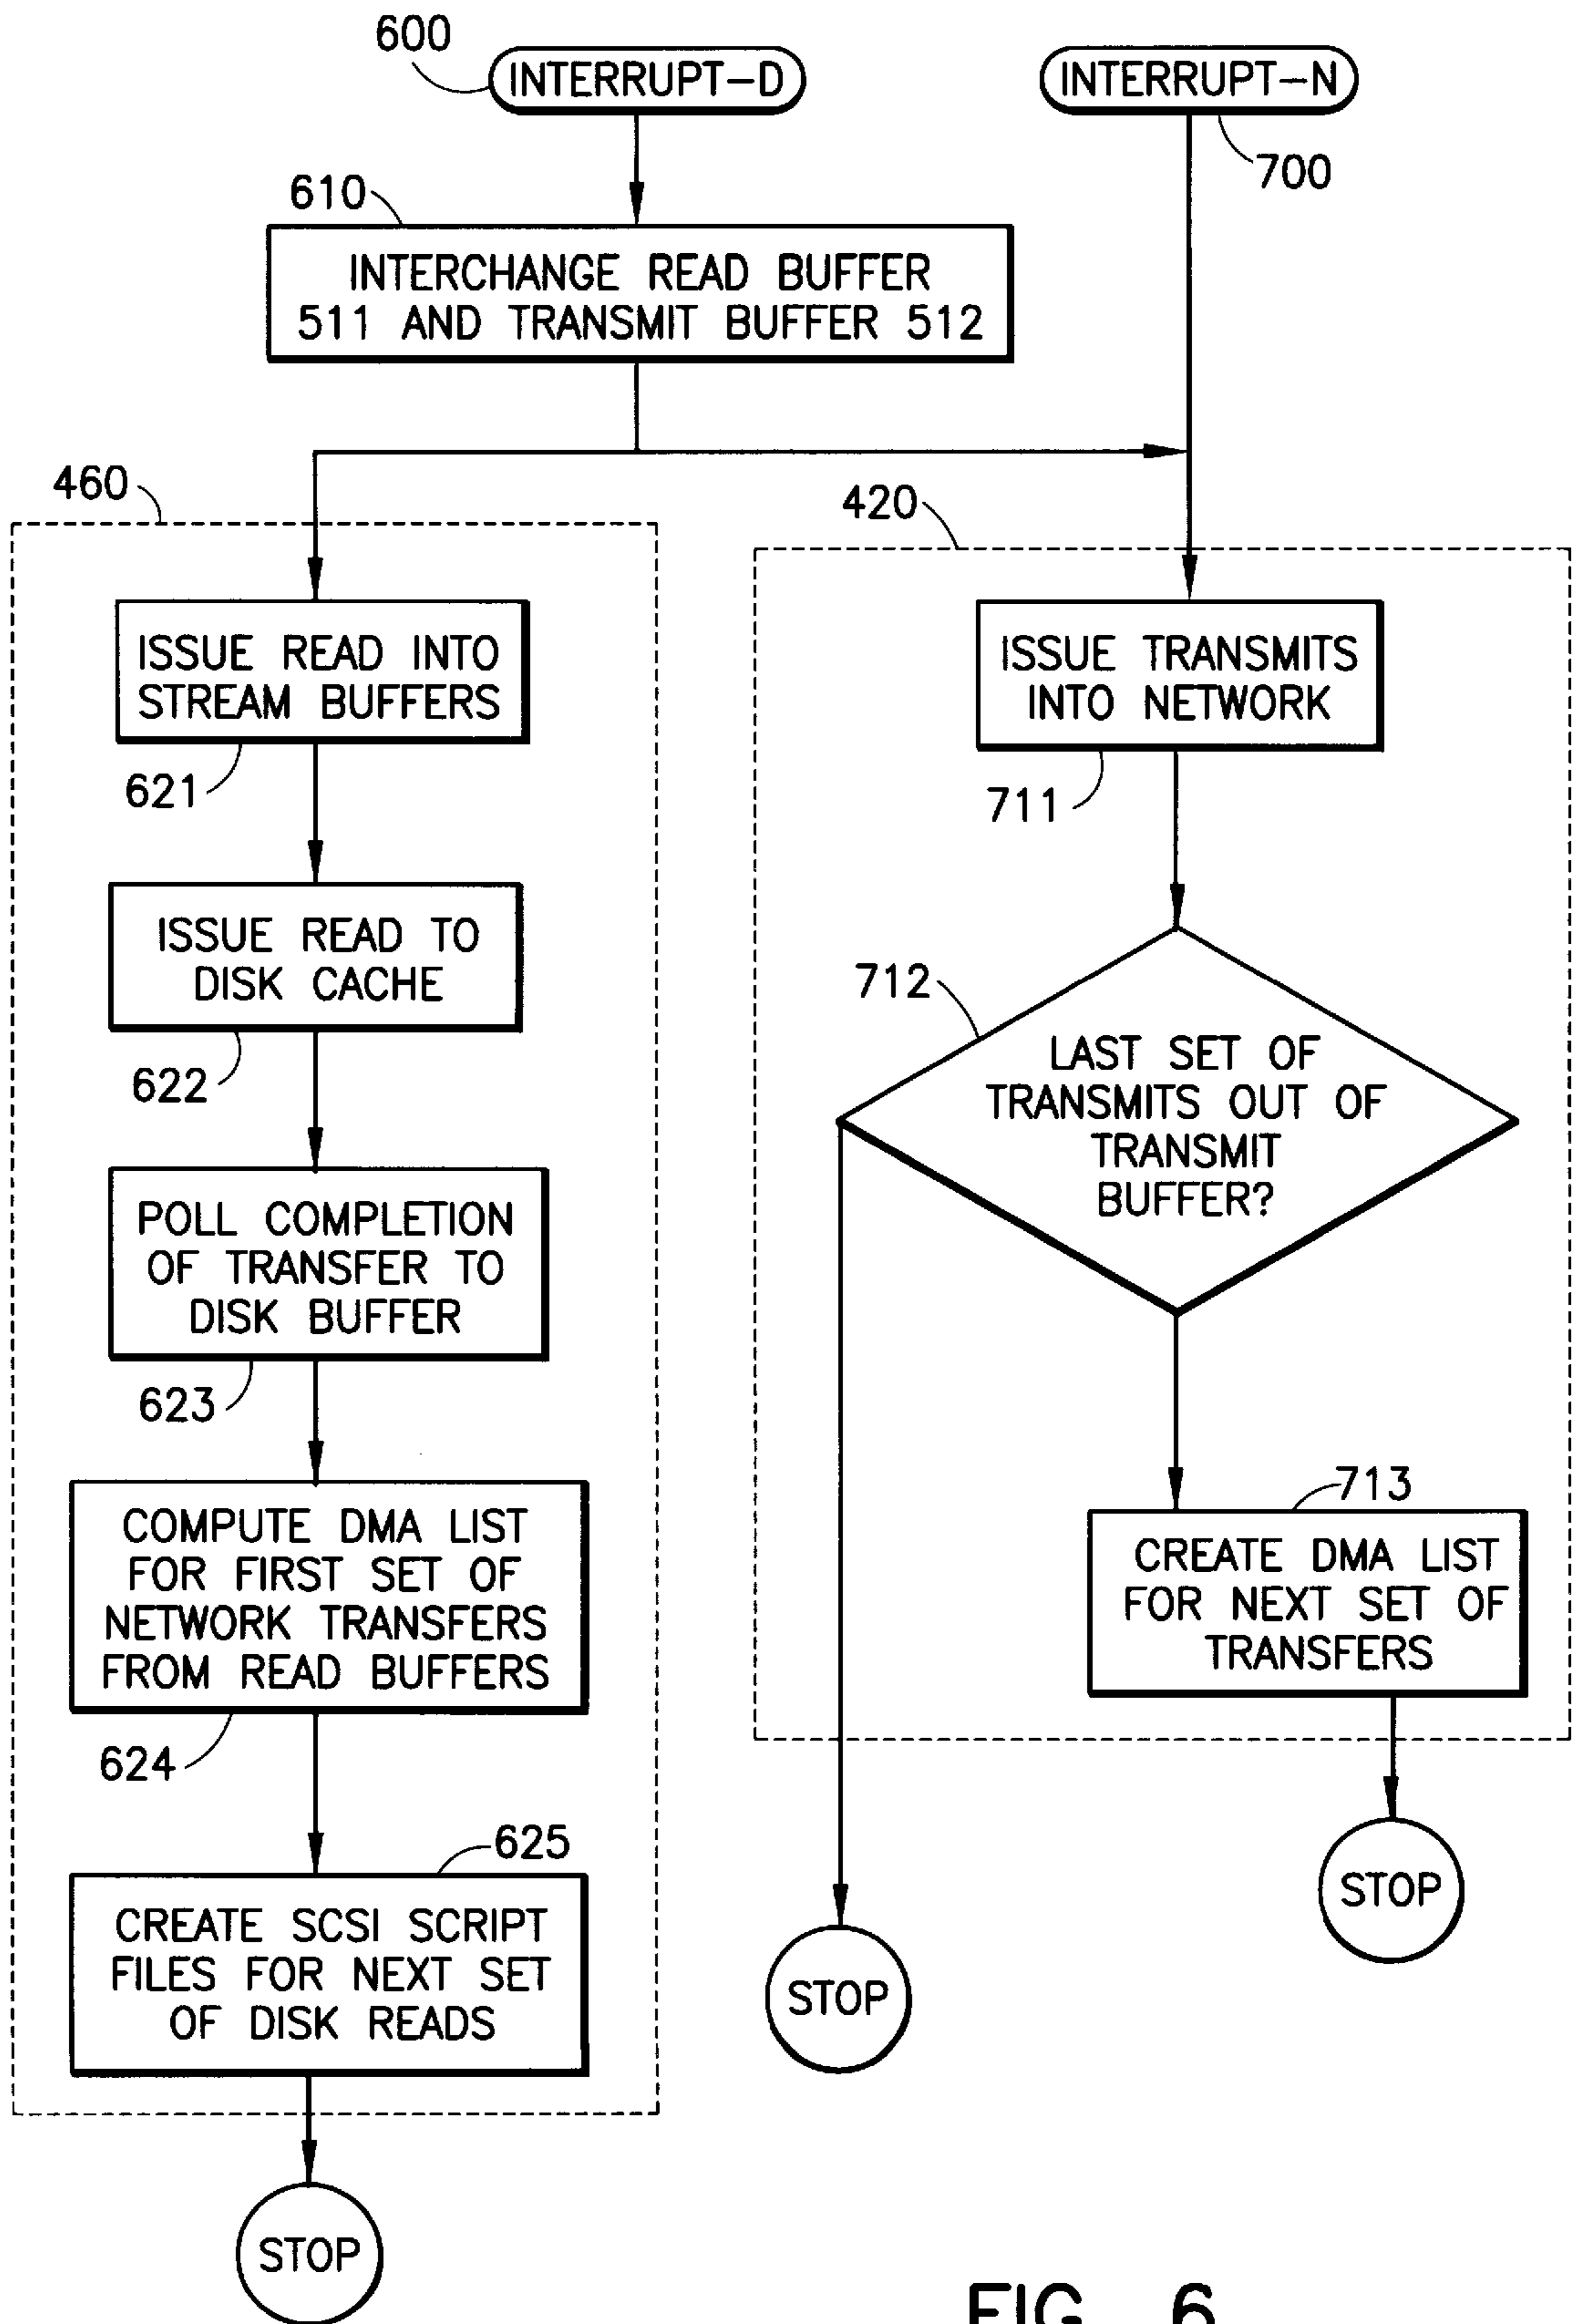 600
INTERRUPT-D
INTERRUPT-N
700
610
INTERCHANGE READ BUFFER
511 AND TRANSMIT BUFFER 512
460
420
ISSUE READ INTO
STREAM BUFFERS
621
ISSUE TRANSMITS
INTO NETWORK
711
ISSUE READ TO
DISK CACHE
622
712
LAST SET OF
TRANSMITS OUT OF
TRANSMIT
BUFFER?
POLL COMPLETION
OF TRANSFER TO
DISK BUFFER
623
COMPUTE DMA LIST
FOR FIRST SET OF
NETWORK TRANSFERS
FROM READ BUFFERS
624
713
CREATE DMA LIST
FOR NEXT SET OF
TRANSFERS
625
CREATE SCSI SCRIPT
FILES FOR NEXT SET
OF DISK READS
STOP
STOP
STOP
FIG. 6